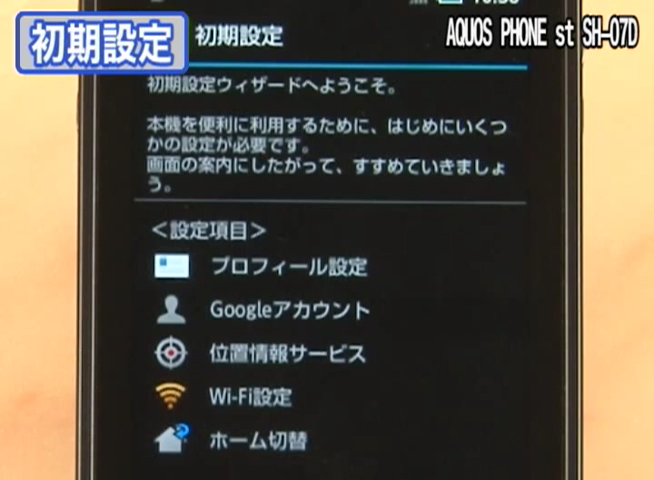 初期設定
AQUOS PHONE st SH-07D
初期設定
初期設定ウィザードへようこそ。
本機を便利に利用するために、はじめにいくつ
かの設定が必要です。
画面の案内にしたがって、すすめていきましょ
う。
＜設定項目＞
プロフィール設定
Googleアカウント
位置情報サービス
Wi-Fi設定
ホーム切替